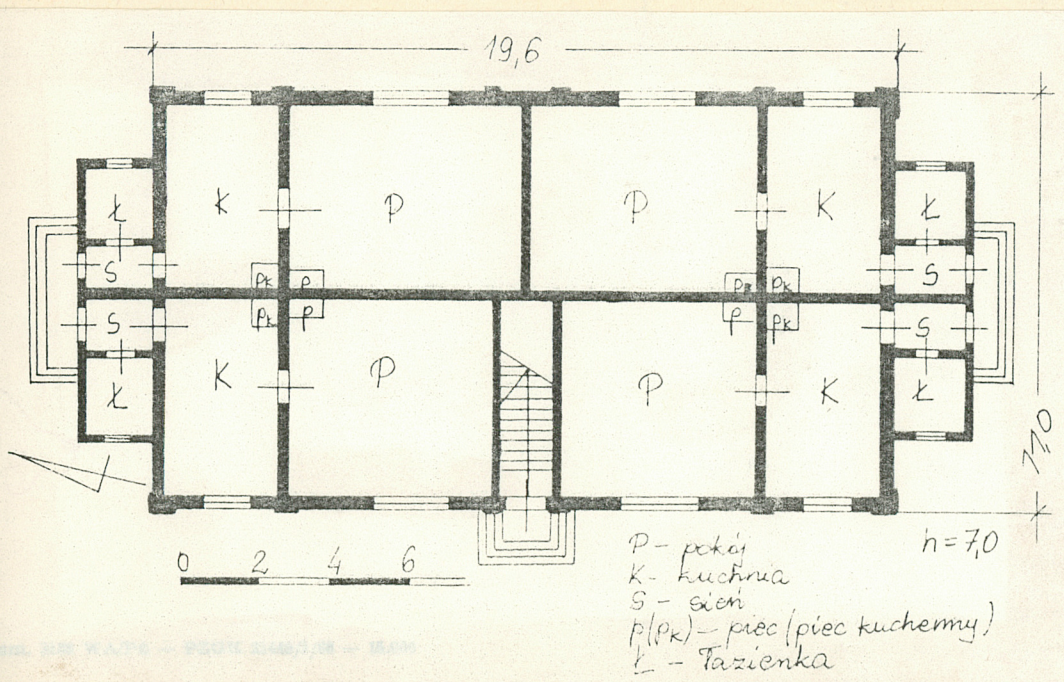 19,6
K P P K
Ł Ł
S S
pk p pk pk
pk p p pk
S S
K P P K
Ł Ł
11,0
0 2 4 6
h=7,0
P - pokój
K - kuchnia
S - sień
p(pk) - piec (piec kuchenny)
Ł - Łazienka